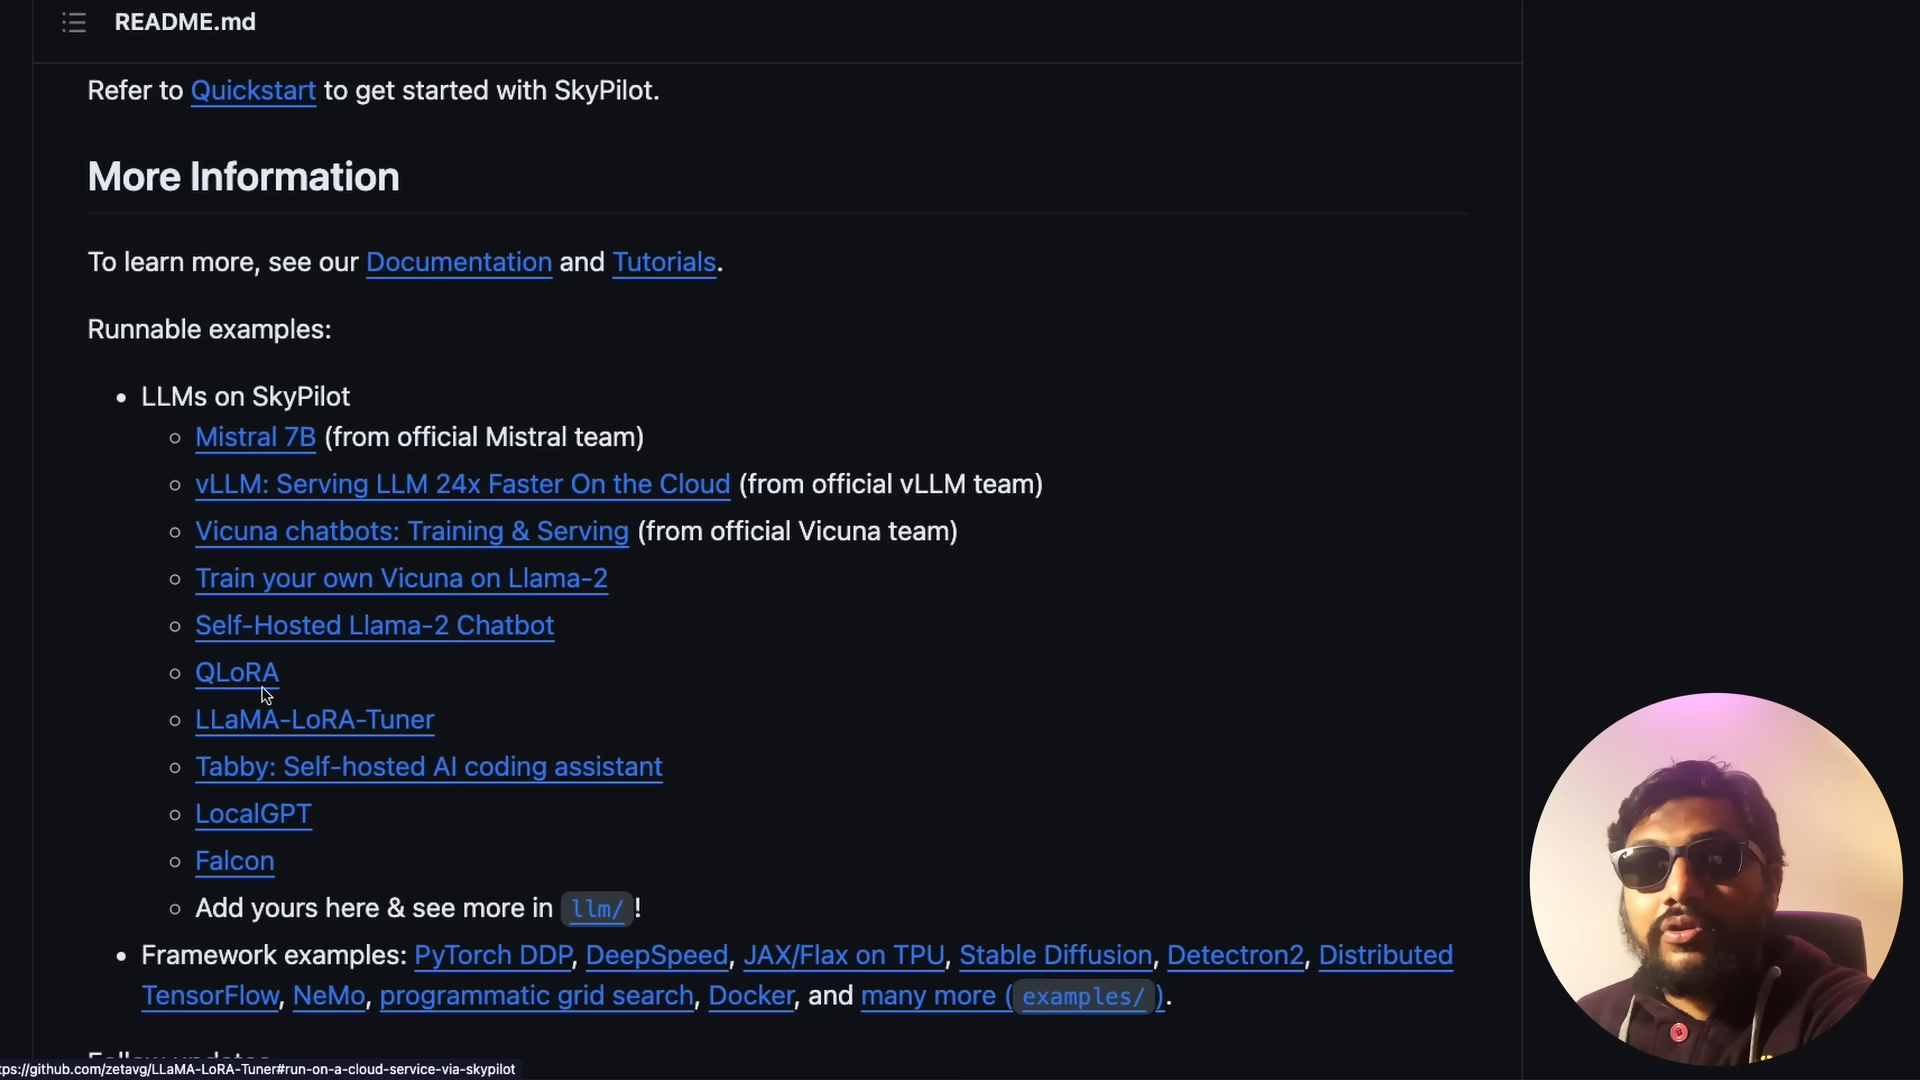 README.md
Refer to Quickstart to get started with SkyPilot.
More Information
To learn more, see our Documentation and Tutorials.
Runnable examples:
LLMs on SkyPilot
Mistral 7B (from official Mistral team)
vLLM: Serving LLM 24x Faster On the Cloud (from official vLLM team)
Vicuna chatbots: Training & Serving (from official Vicuna team)
Train your own Vicuna on Llama-2
Self-Hosted Llama-2 Chatbot
QLoRA
LLaMA-LoRA-Tuner
Tabby: Self-hosted AI coding assistant
LocalGPT
Falcon
Add yours here & see more in llm/ !
Framework examples: PyTorch DDP, DeepSpeed, JAX/Flax on TPU, Stable Diffusion, Detectron2, Distributed
TensorFlow, NeMo, programmatic grid search, Docker, and many more (examples/).
Follow updates:
tps://github.com/zetavg/LLaMA-LoRA-Tuner#run-on-a-cloud-service-via-skypilot